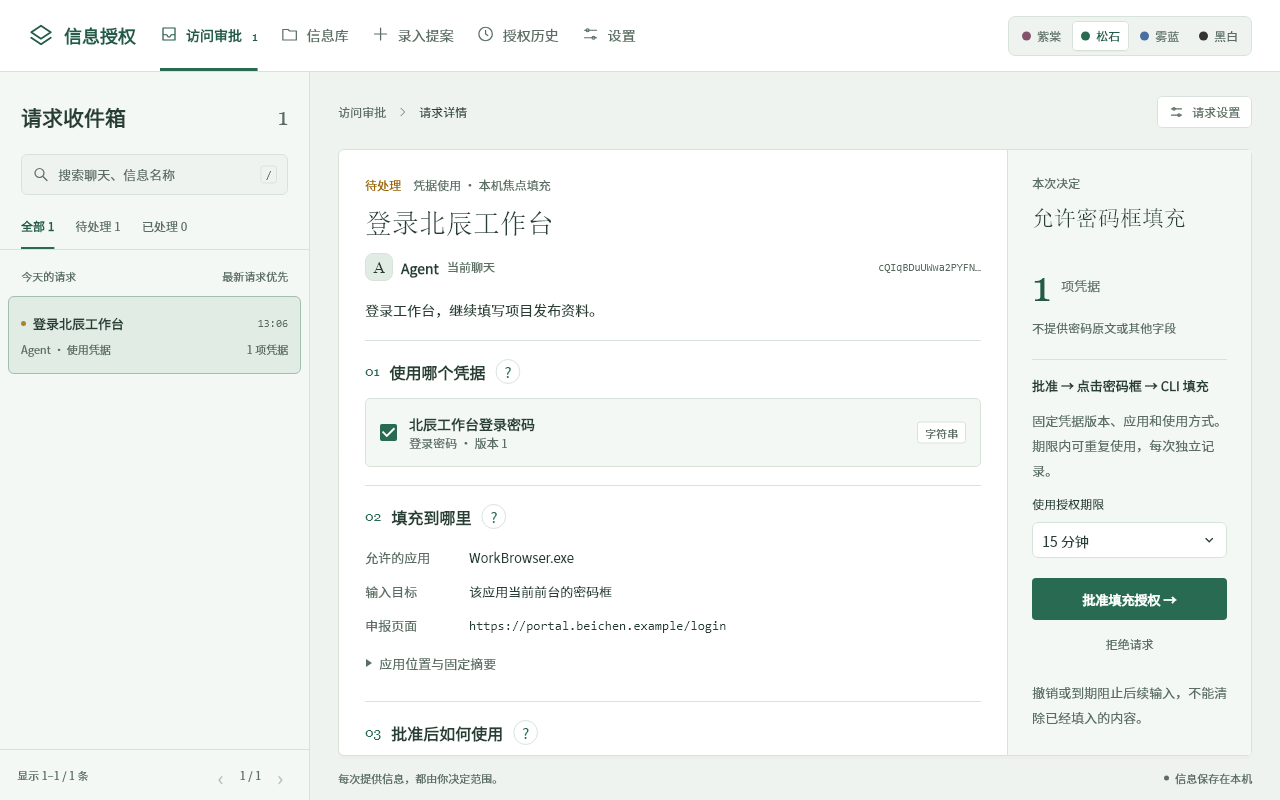 信息授权
访问审批 1
信息库
录入提案
授权历史
设置
紫棠
松石
雾蓝
黑白
请求收件箱
1
搜索聊天、信息名称
/
全部 1
待处理 1
已处理 0
今天的请求
最新请求优先
登录北辰工作台
13:06
Agent · 使用凭据
1 项凭据
显示 1–1 / 1 条
‹ 1 / 1 ›
访问审批 > 请求详情
请求设置
待处理 凭据使用 · 本机焦点填充
登录北辰工作台
A Agent 当前聊天
cQIqBDuUWwa2PYFN…
登录工作台，继续填写项目发布资料。
01 使用哪个凭据 ?
北辰工作台登录密码
登录密码 · 版本 1
字符串
02 填充到哪里 ?
允许的应用 WorkBrowser.exe
输入目标 该应用当前前台的密码框
申报页面 https://portal.beichen.example/login
应用位置与固定摘要
03 批准后如何使用 ?
本次决定
允许密码框填充
1 项凭据
不提供密码原文或其他字段
批准 → 点击密码框 → CLI 填充
固定凭据版本、应用和使用方式。
期限内可重复使用，每次独立记
录。
使用授权期限
15 分钟
批准填充授权 →
拒绝请求
撤销或到期阻止后续输入，不能清
除已经填入的内容。
每次提供信息，都由你决定范围。
信息保存在本机